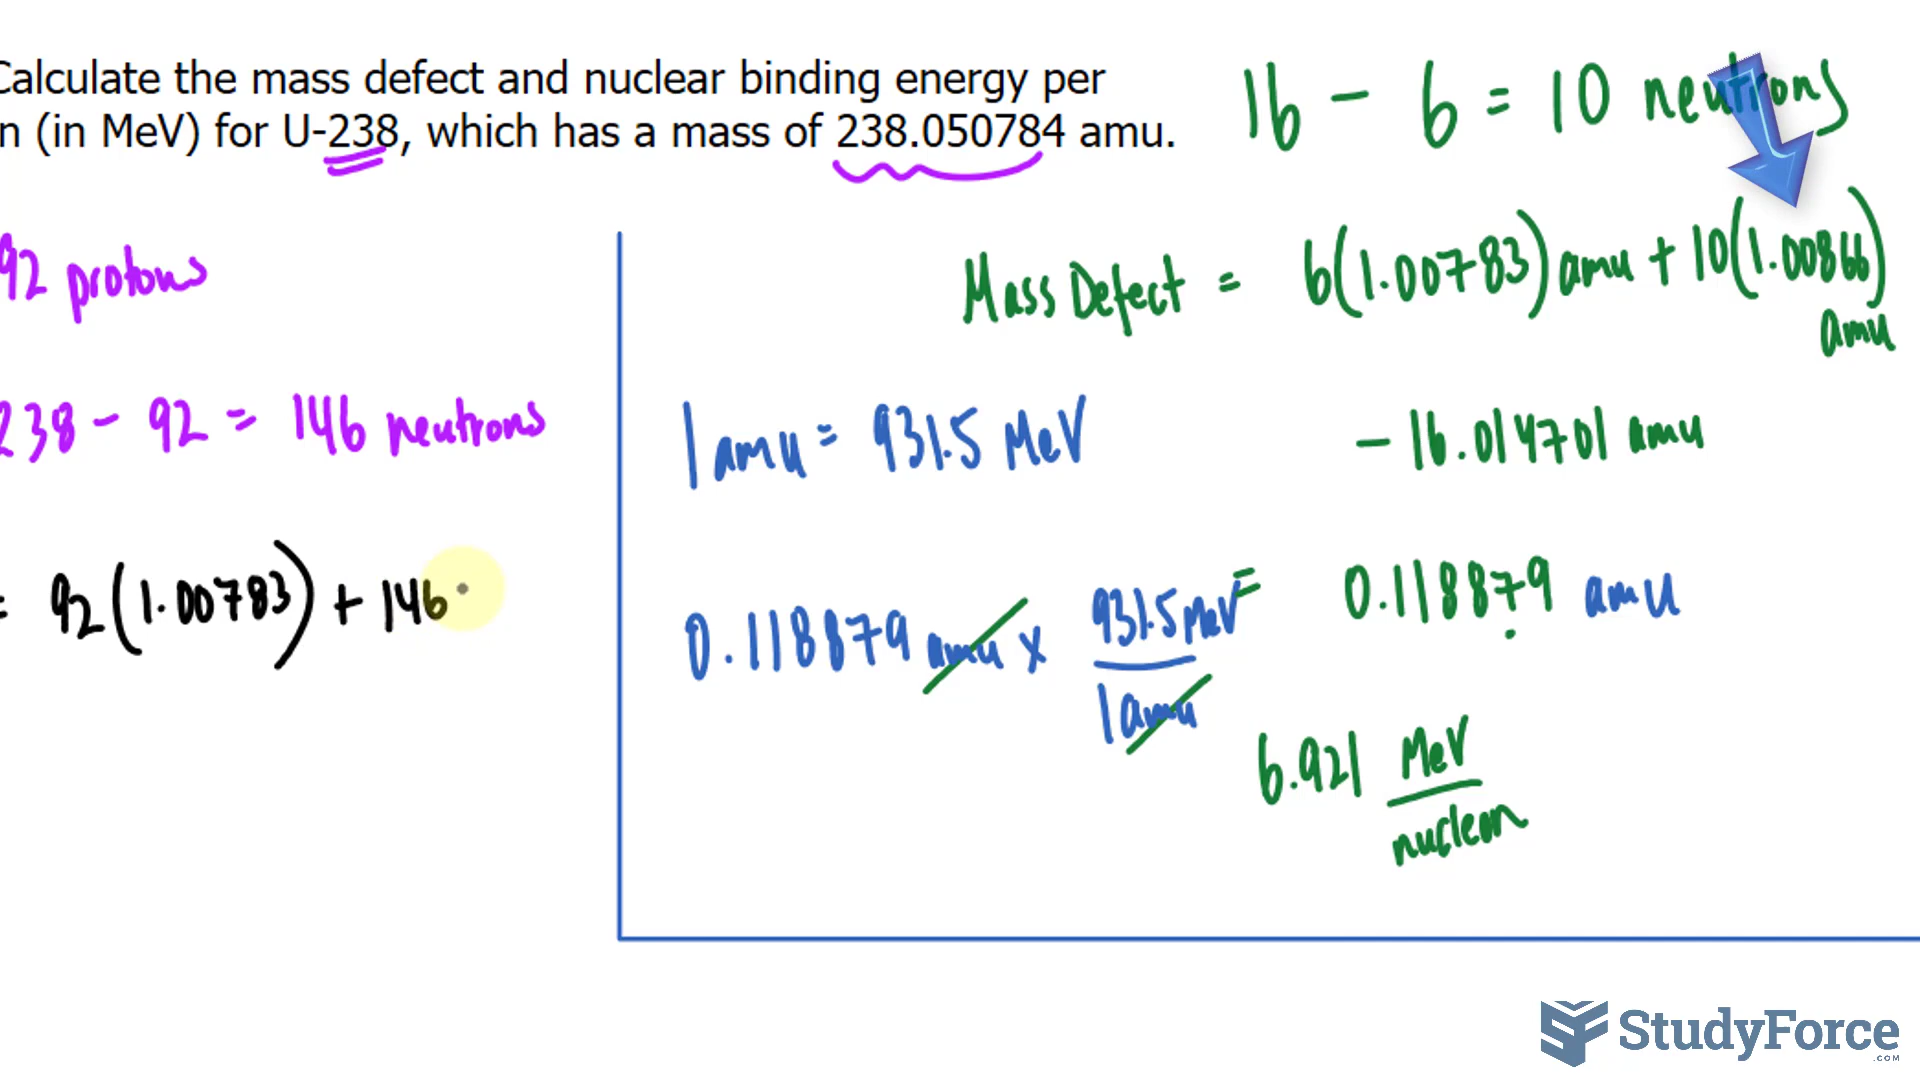 Calculate the mass defect and nuclear binding energy per
n (in MeV) for U-238, which has a mass of 238.050784 amu.
92 protons
238 - 92 = 146 neutrons
= 92(1.00783) + 146
16 - 6 = 10 neutrons
Mass Defect = 6(1.00783)amu + 10(1.00866)
amu
- 16.014701 amu
= 0.118879 amu
1 amu = 931.5 MeV
0.118879 amu x 931.5 MeV
1 amu
6.921 MeV
nucleon
StudyForce
.COM